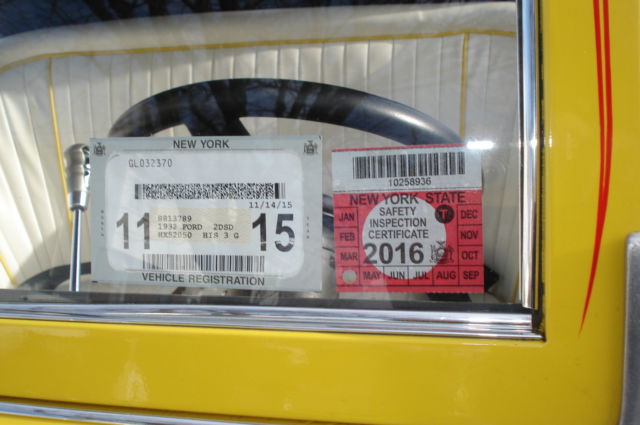 NEW YORK
GL032370
11/14/15
11
8813789
1932 FORD 2DSD
HX52050 HIS 3 G
15
VEHICLE REGISTRATION
10258936
NEW YORK STATE
SAFETY
INSPECTION
CERTIFICATE
2016
T
JAN
FEB
MAR
MAY
JUN
JUL
AUG
SEP
OCT
NOV
DEC